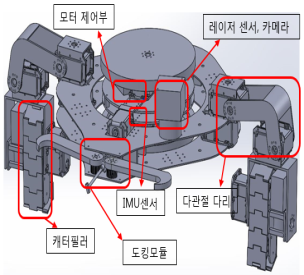 모터 제어부
레이저 센서, 카메라
IMU센서
다관절 다리
캐터필러
도킹모듈